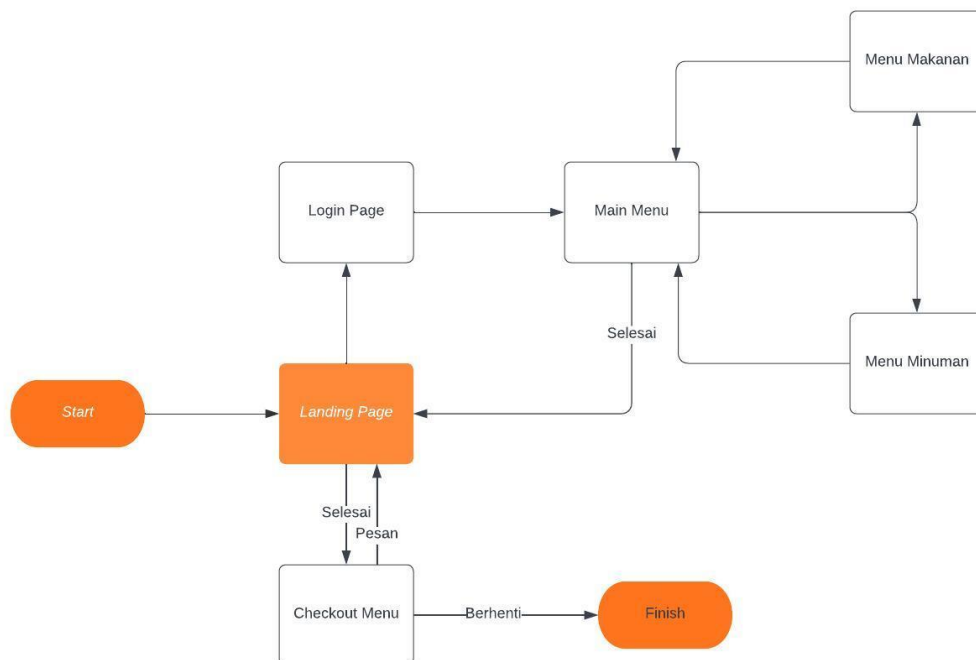 Menu Makanan
Login Page
Main Menu
Selesai
Menu Minuman
Start
Landing Page
Selesai
Pesan
Checkout Menu
Berhenti
Finish